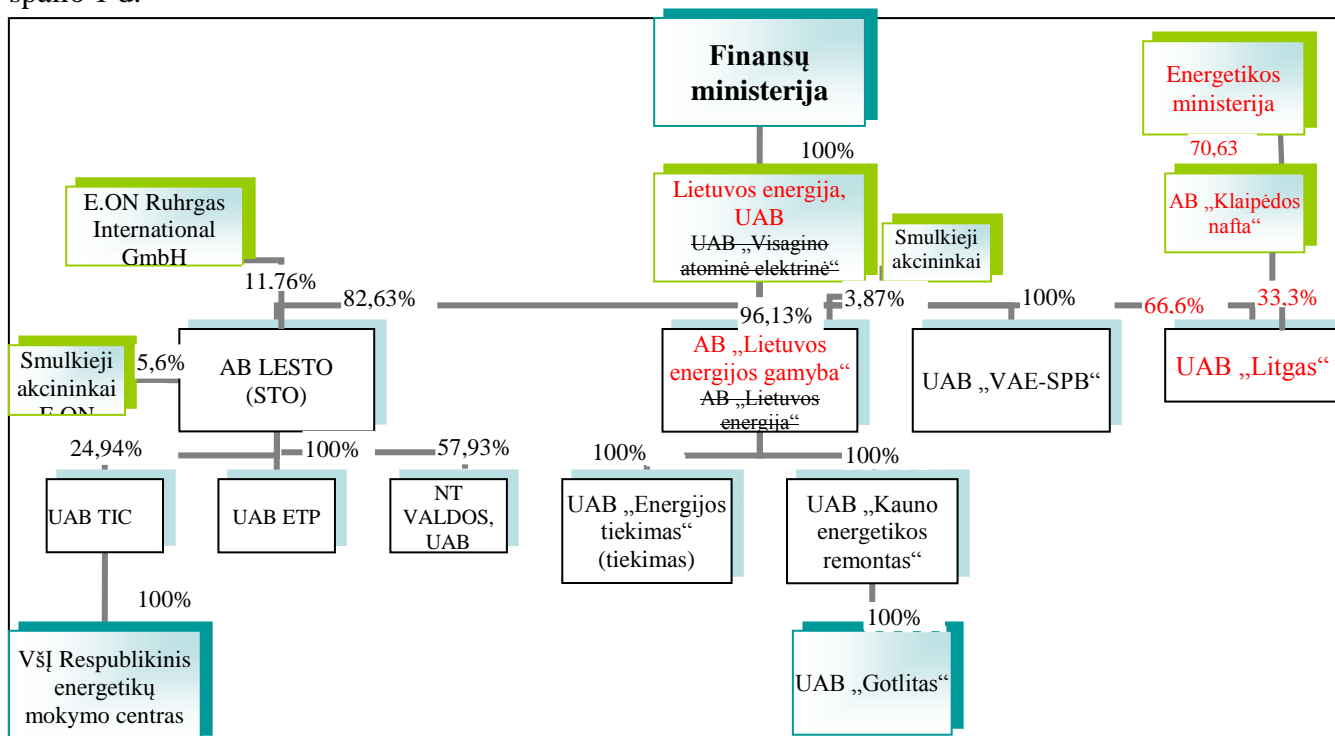 spalio 1 d.
Finansų
ministerija
Energetikos
ministerija
100%
70,63
E.ON Ruhrgas
International
GmbH
Lietuvos energija,
UAB
UAB „Visagino
atominė elektrinė“
Smulkieji
akcininkai
AB „Klaipėdos
nafta“
11,76%
82,63%
96,13%
3,87%
100%
66,6%
33,3%
Smulkieji
akcininkai
E.ON
5,6%
AB LESTO
(STO)
AB „Lietuvos
energijos gamyba“
AB „Lietuvos
energija“
UAB „VAE-SPB“
UAB „Litgas“
24,94%
100%
57,93%
100%
100%
UAB TIC
UAB ETP
NT
VALDOS,
UAB
UAB „Energijos
tiekimas“
(tiekimas)
UAB „Kauno
energetikos
remontas“
100%
100%
VšĮ Respublikinis
energetikų
mokymo centras
UAB „Gotlitas“